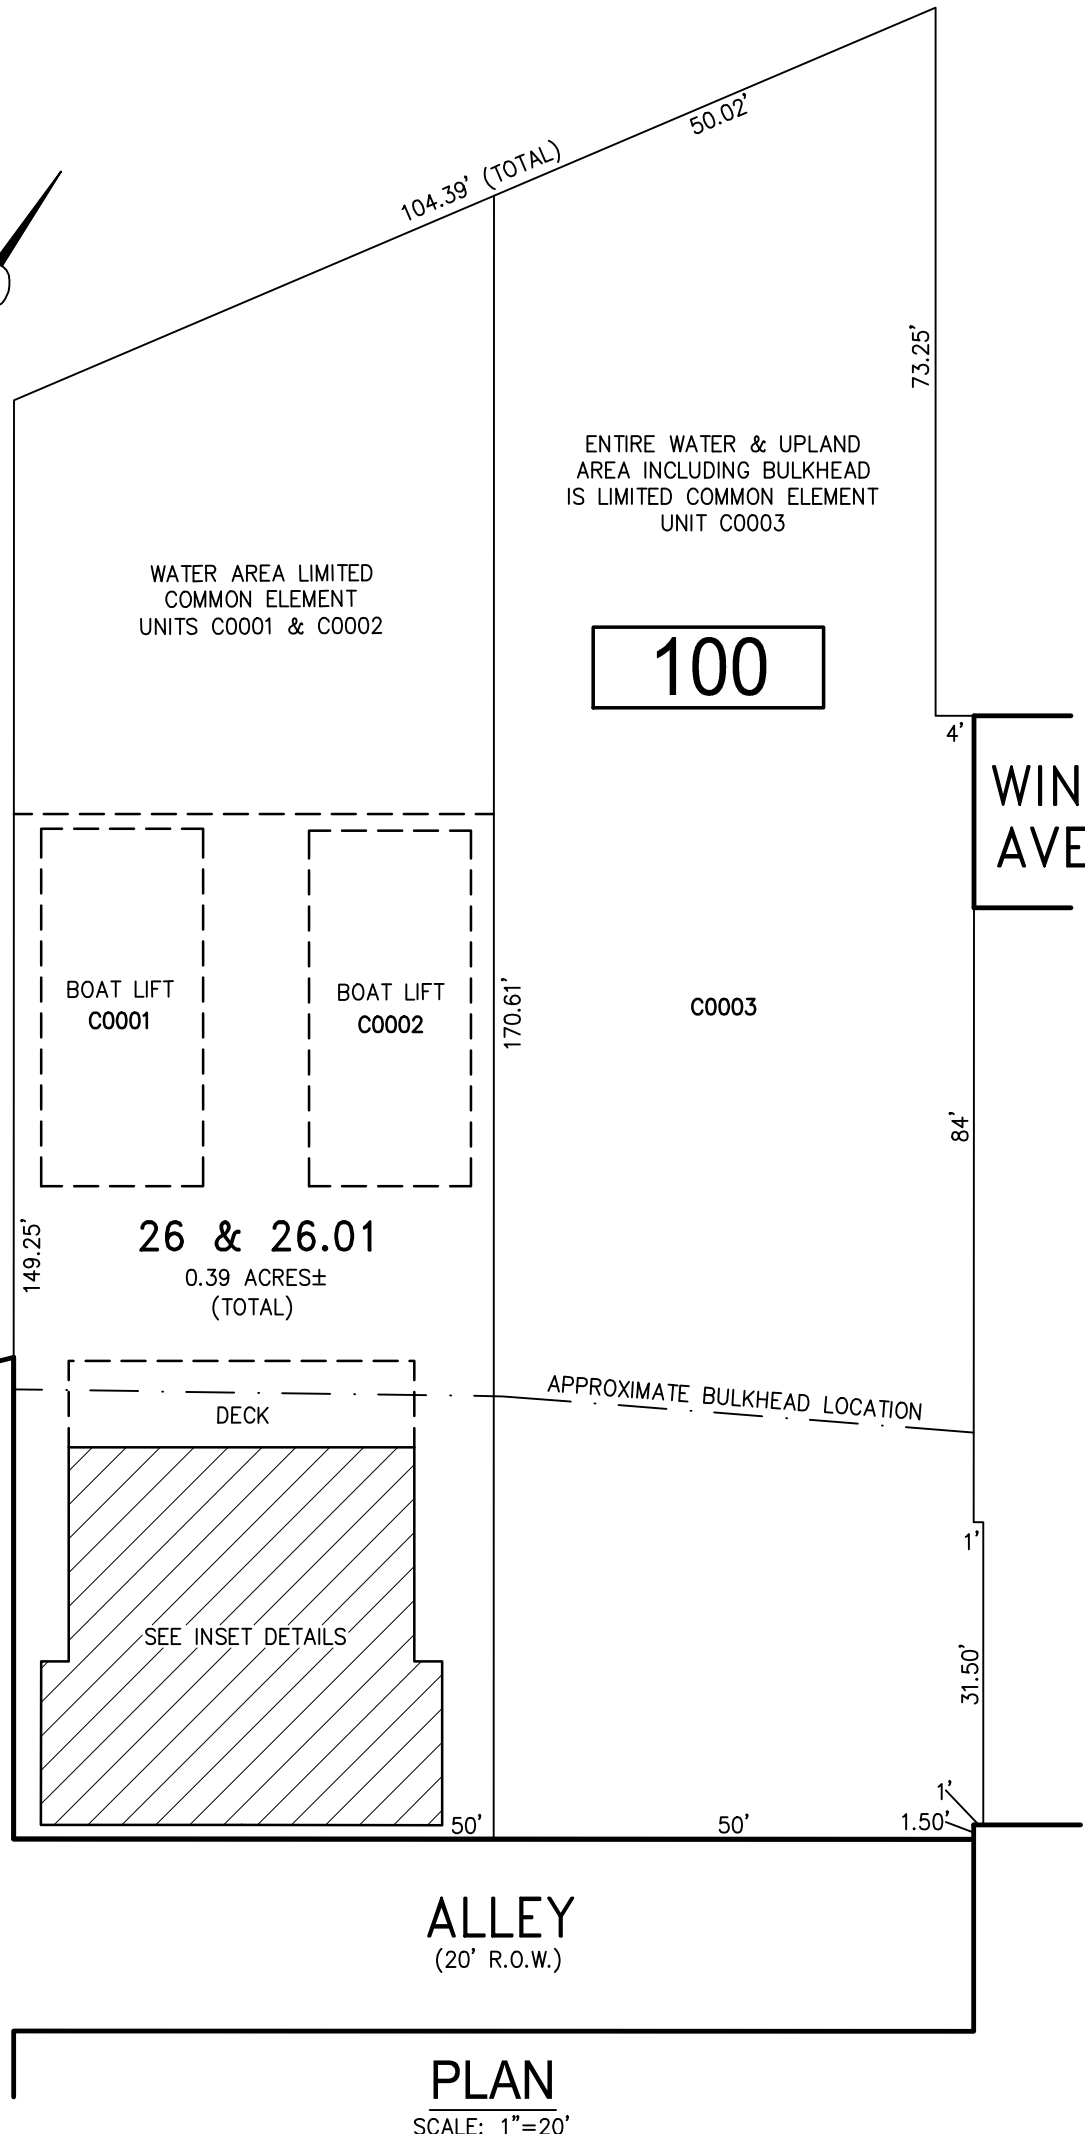 50.02'
104.39' (TOTAL)
73.25'
ENTIRE WATER & UPLAND
AREA INCLUDING BULKHEAD
IS LIMITED COMMON ELEMENT
UNIT C0003
WATER AREA LIMITED
COMMON ELEMENT
UNITS C0001 & C0002
100
4'
WIN
AVE
BOAT LIFT
C0001
BOAT LIFT
C0002
170.61'
C0003
84'
149.25'
26 & 26.01
0.39 ACRES±
(TOTAL)
APPROXIMATE BULKHEAD LOCATION
DECK
1'
SEE INSET DETAILS
31.50'
1'
50'
50'
1.50'
ALLEY
(20' R.O.W.)
PLAN
SCALE: 1"=20'